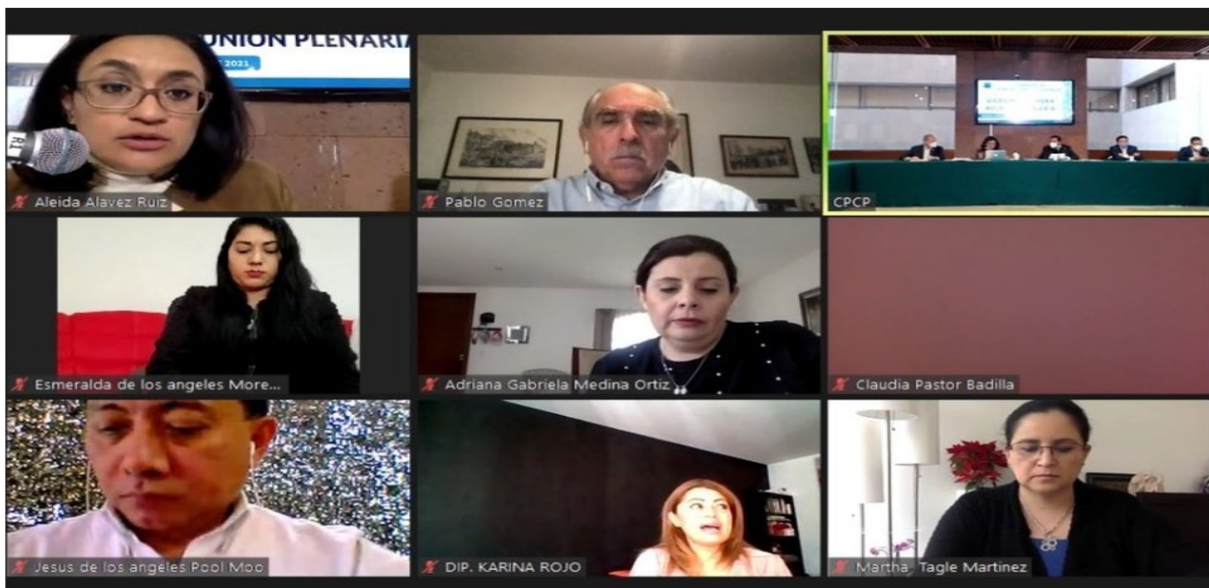 UNIÓN PLENARIA
2021
Aleida Alavez Ruiz
Pablo Gomez
CPCP
Esmeralda de los angeles More...
Adriana Gabriela Medina Ortiz
Claudia Pastor Badilla
Jesus de los angeles Pool Moo
DIP. KARINA ROJO
Martha Tagle Martinez